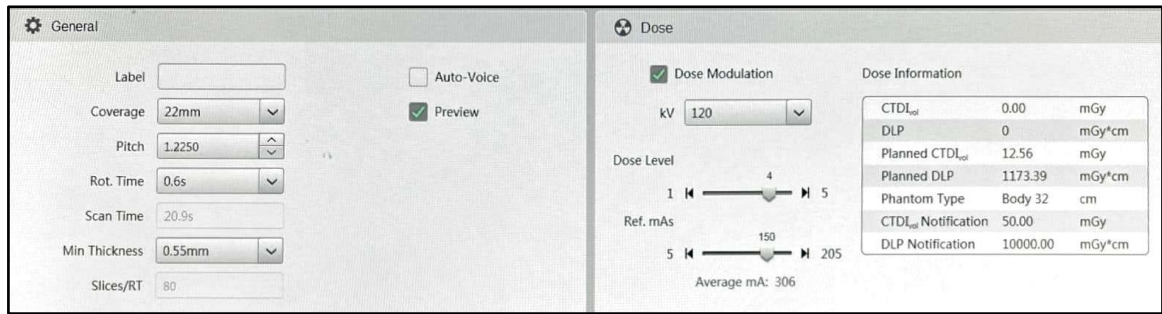 General
Label
Auto-Voice
Coverage 22mm
Preview
Pitch 1.2250
Rot. Time 0.6s
Scan Time 20.9s
Min Thickness 0.55mm
Slices/RT 80
Dose
Dose Modulation
kV 120
Dose Level
4
1 5
Ref. mAs
150
5 205
Average mA: 306
Dose Information
CTDIvol 0.00 mGy
DLP 0 mGy*cm
Planned CTDIvol 12.56 mGy
Planned DLP 1173.39 mGy*cm
Phantom Type Body 32 cm
CTDIvol Notification 50.00 mGy
DLP Notification 10000.00 mGy*cm